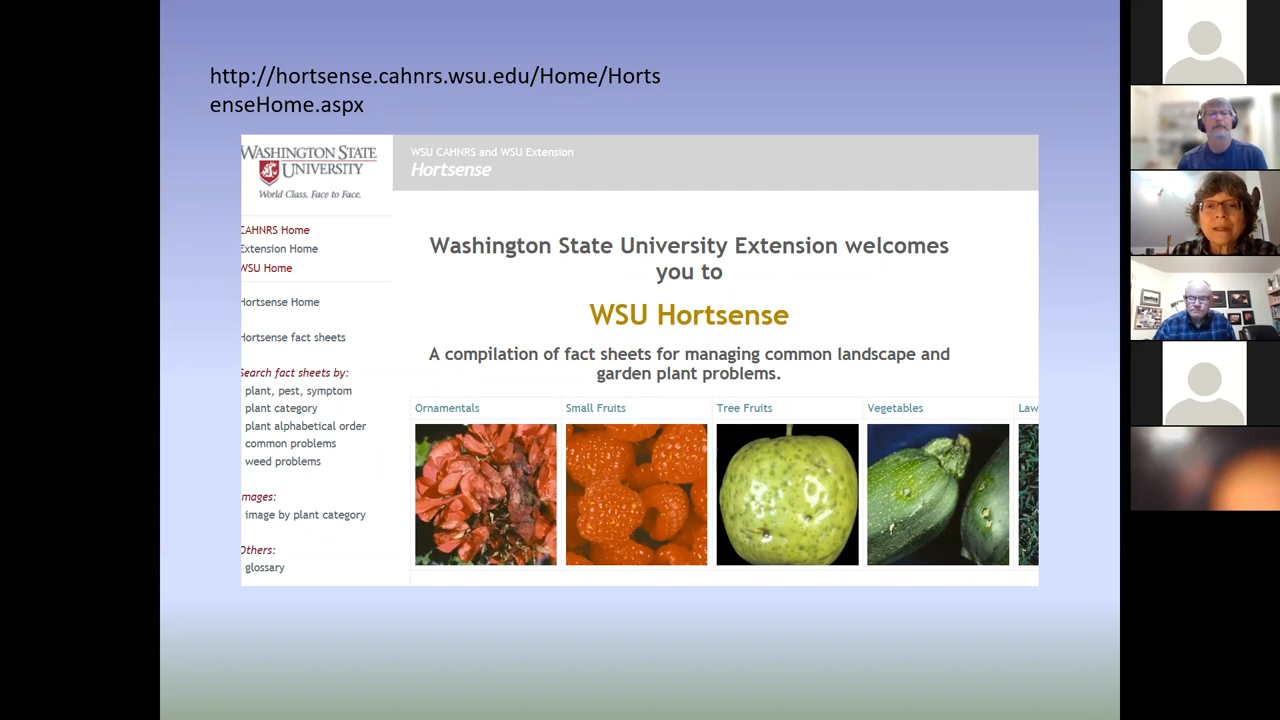 http://hortsense.cahnrs.wsu.edu/Home/Horts
enseHome.aspx
WASHINGTON STATE
UNIVERSITY
World Class. Face to Face.
WSU CAHNRS and WSU Extension
Hortsense
CAHNRS Home
Extension Home
WSU Home
Hortsense Home
Hortsense fact sheets
Search fact sheets by:
plant, pest, symptom
plant category
plant alphabetical order
common problems
weed problems
mages:
image by plant category
Others:
glossary
Washington State University Extension welcomes
you to
WSU Hortsense
A compilation of fact sheets for managing common landscape and
garden plant problems.
Ornamentals
Small Fruits
Tree Fruits
Vegetables
Law